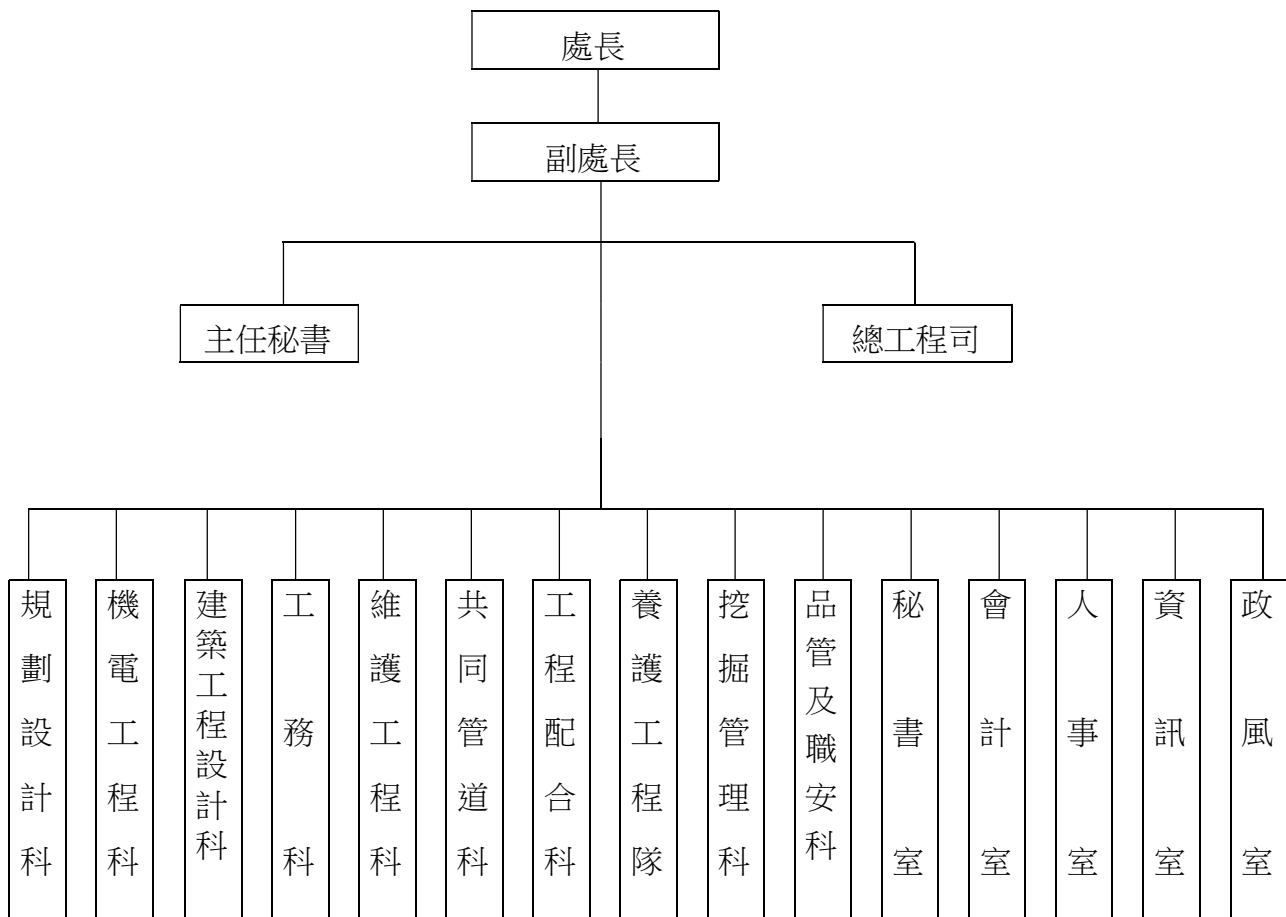 處長
副處長
主任秘書
總工程司
規劃設計科
機電工程科
建築工程設計科
工務科
維護工程科
共同管道科
工程配合科
養護工程隊
挖掘管理科
品管及職安科
秘書室
會計室
人事室
資訊室
政風室